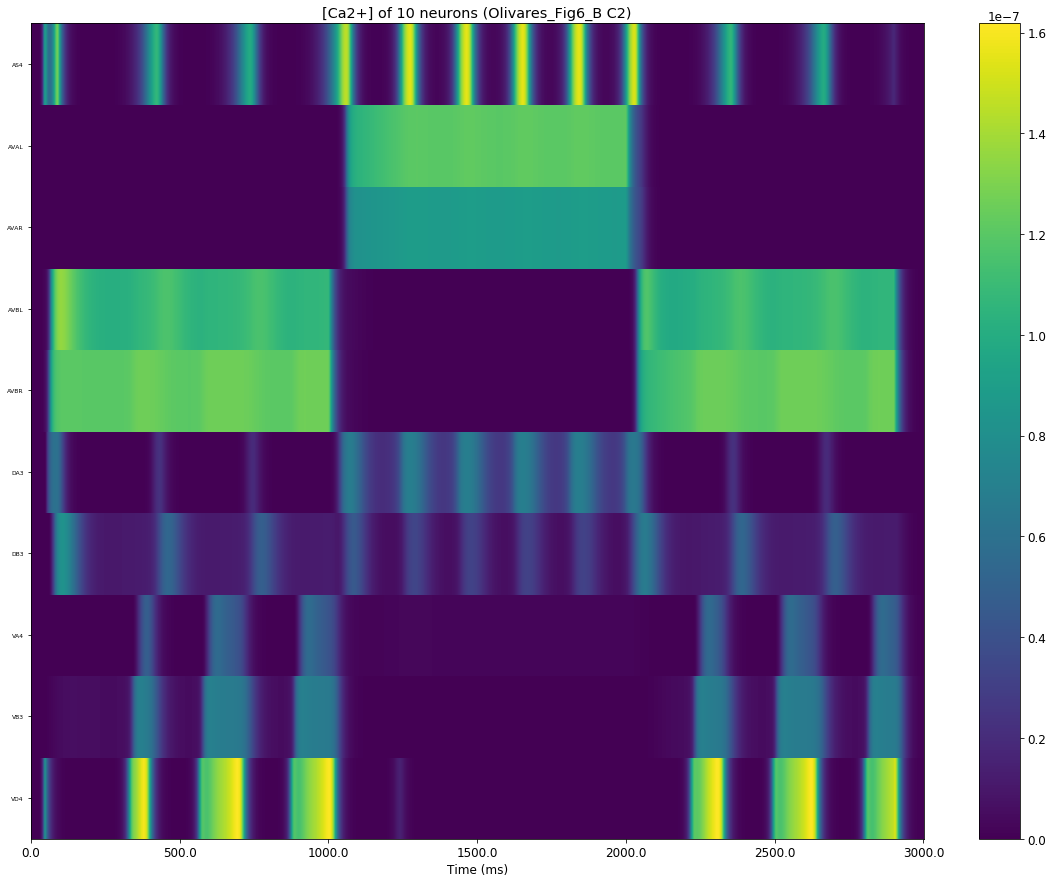 [Ca2+] of 10 neurons (Olivares_Fig6_B C2)
1e−7
AS4
AVAL
AVAR
AVBL
AVBR
DA3
DB3
VA4
VB3
VD4
0.0 500.0 1000.0 1500.0 2000.0 2500.0 3000.0
Time (ms)
1.6
1.4
1.2
1.0
0.8
0.6
0.4
0.2
0.0